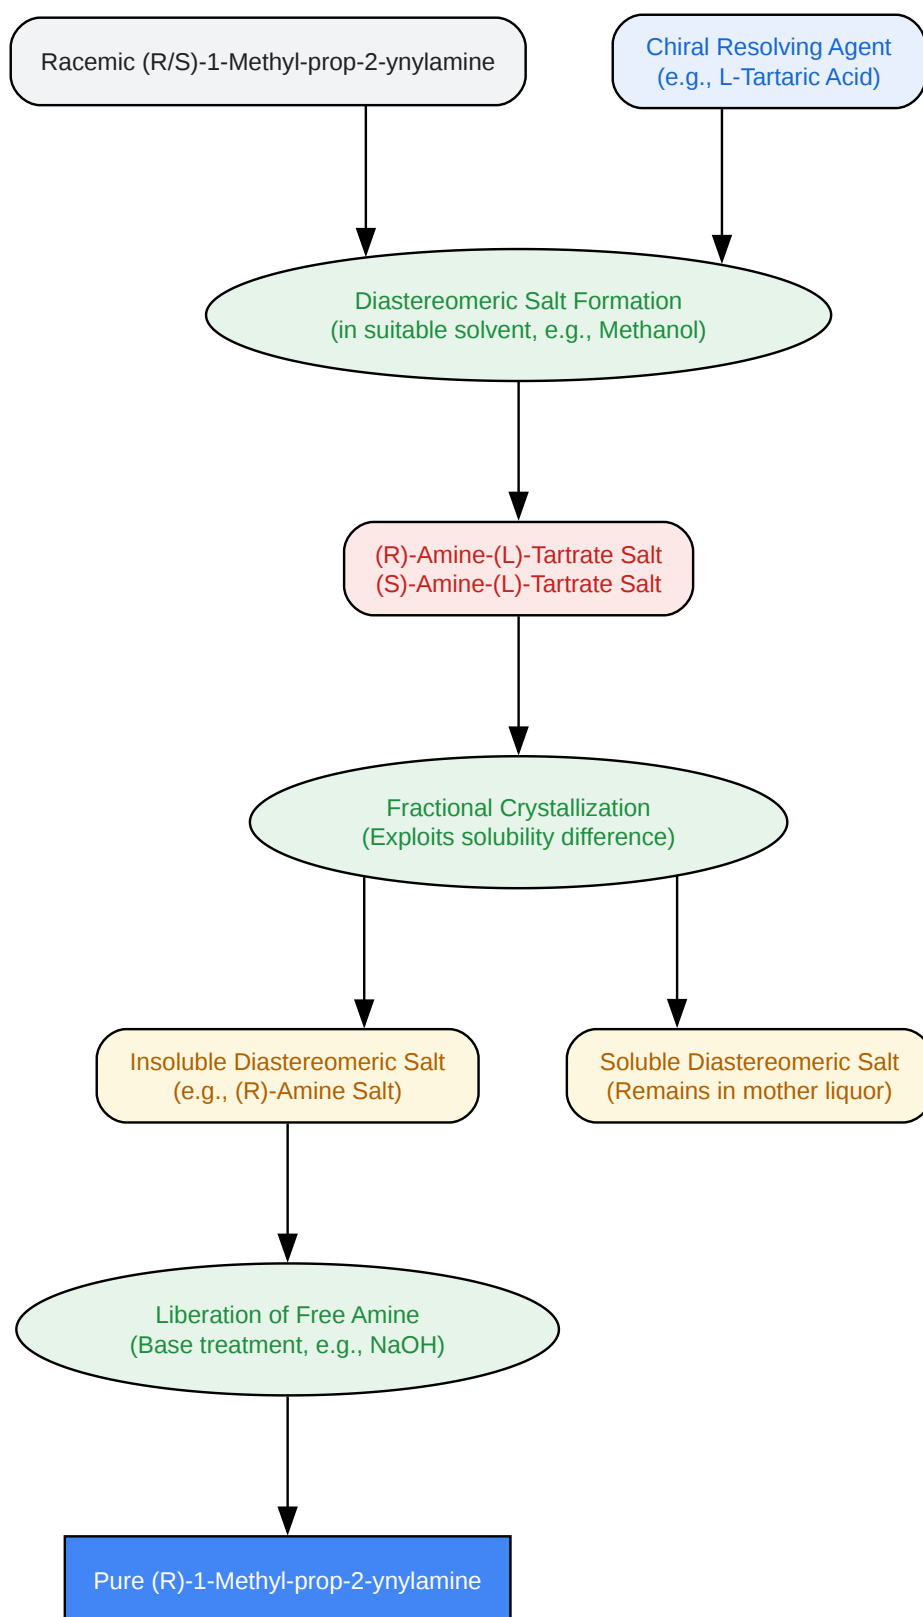 Racemic (R/S)-1-Methyl-prop-2-ynylamine
Chiral Resolving Agent
(e.g., L-Tartaric Acid)
Diastereomeric Salt Formation
(in suitable solvent, e.g., Methanol)
(R)-Amine-(L)-Tartrate Salt
(S)-Amine-(L)-Tartrate Salt
Fractional Crystallization
(Exploits solubility difference)
Insoluble Diastereomeric Salt
(e.g., (R)-Amine Salt)
Soluble Diastereomeric Salt
(Remains in mother liquor)
Liberation of Free Amine
(Base treatment, e.g., NaOH)
Pure (R)-1-Methyl-prop-2-ynylamine